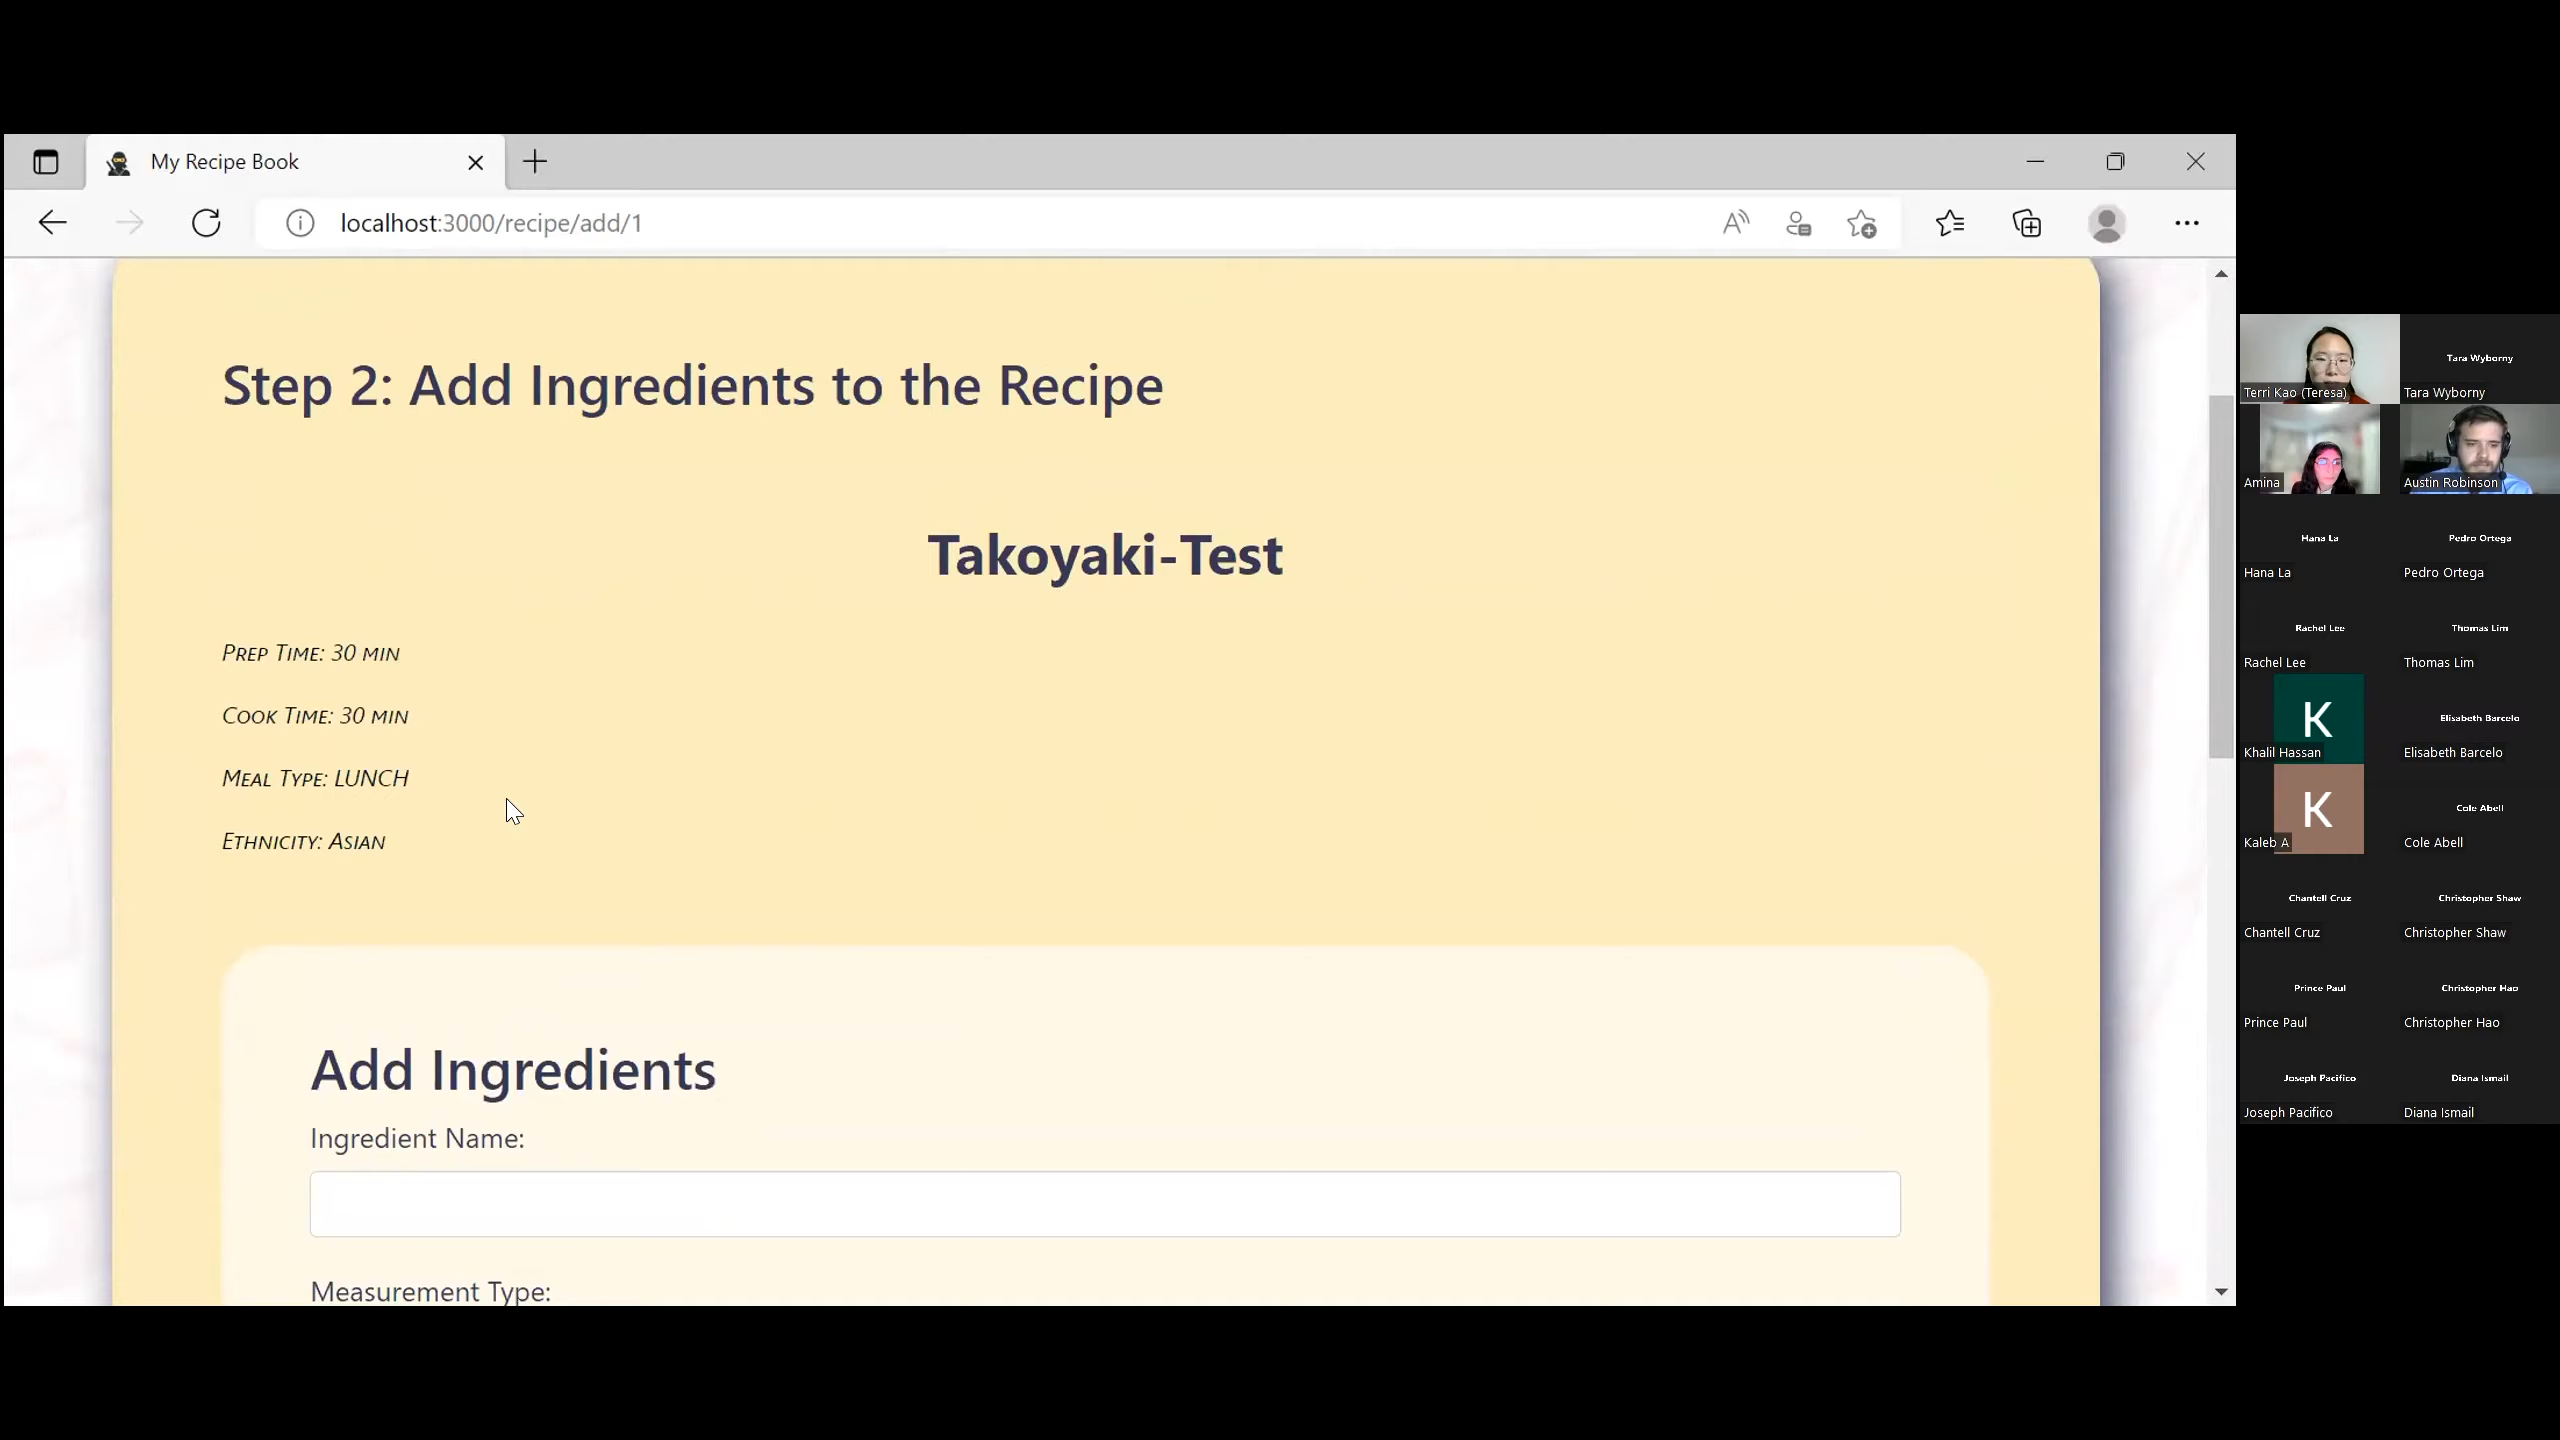 My Recipe Book
localhost:3000/recipe/add/1
Step 2: Add Ingredients to the Recipe
Takoyaki-Test
Prep Time: 30 min
Cook Time: 30 min
Meal Type: LUNCH
Ethnicity: Asian
Add Ingredients
Ingredient Name:
Measurement Type:
Terri Kao (Teresa)
Tara Wyborny
Tara Wyborny
Amina
Austin Robinson
Hana La
Hana La
Pedro Ortega
Pedro Ortega
Rachel Lee
Rachel Lee
Thomas Lim
Thomas Lim
K
Khalil Hassan
Elisabeth Barcelo
Elisabeth Barcelo
K
Kaleb A
Cole Abell
Cole Abell
Chantell Cruz
Chantell Cruz
Christopher Shaw
Christopher Shaw
Prince Paul
Prince Paul
Christopher Hao
Christopher Hao
Joseph Pacifico
Joseph Pacifico
Diana Ismail
Diana Ismail